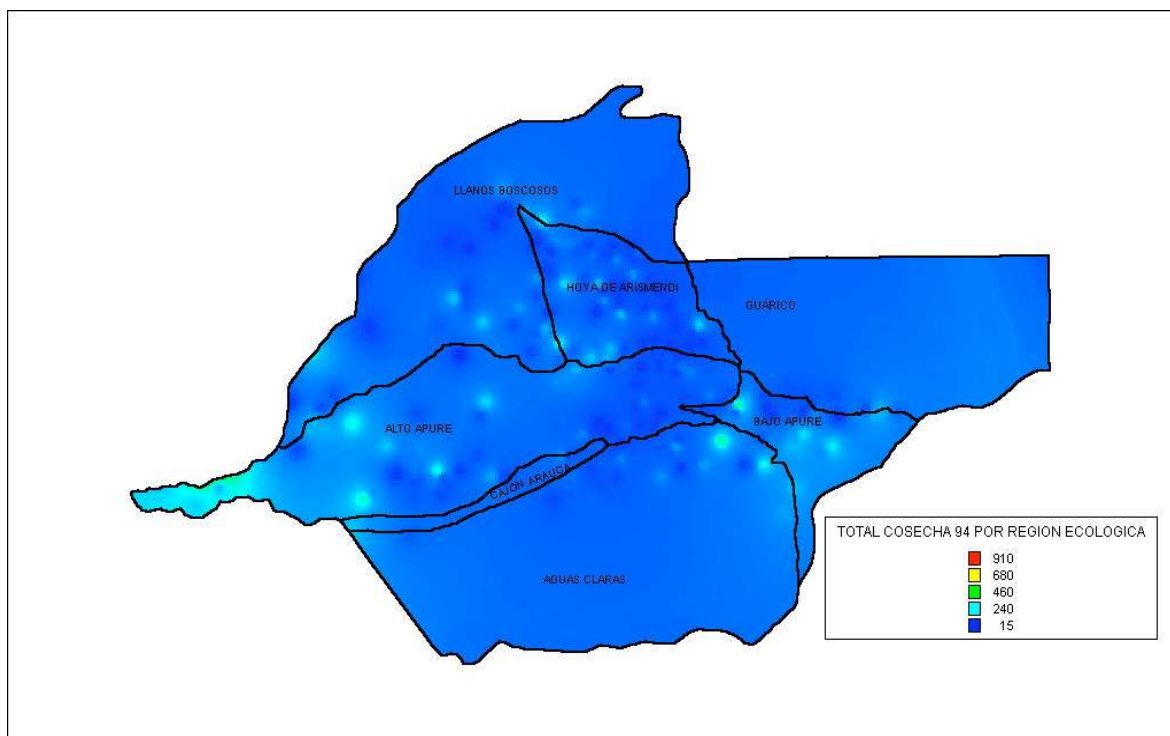 LLANOS BOSCOSOS
HOYA DE ARISMENDI
GUÁRICO
ALTO APURE
BAJO APURE
CAJÓN ARAUCA
AGUAS CLARAS
TOTAL COSECHA 94 POR REGION ECOLOGICA
910
680
460
240
15